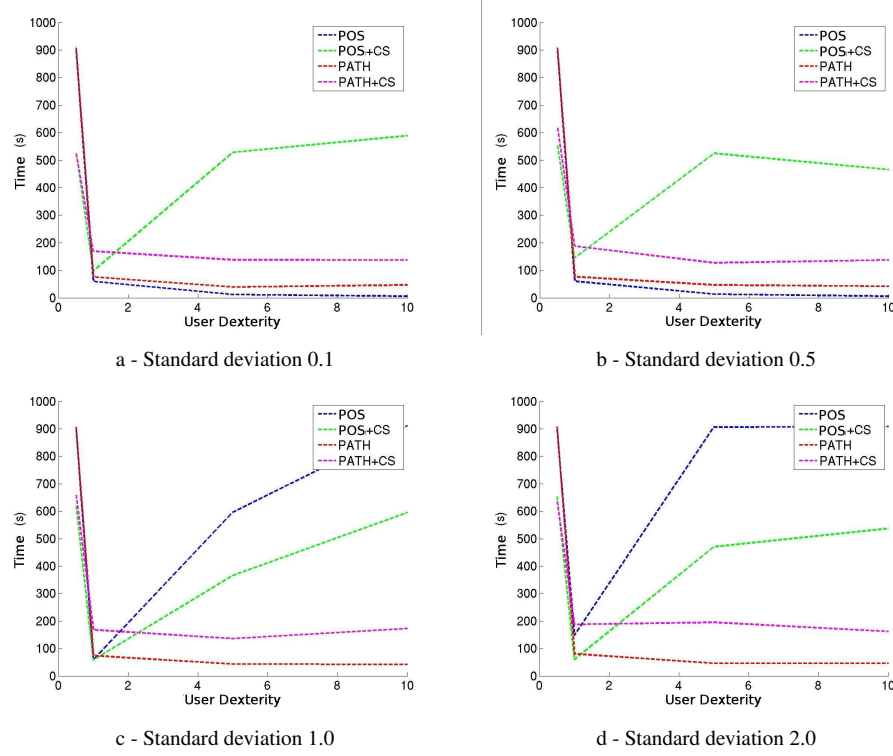 1000
900
800
700
600
500
400
300
200
100
0
0 2 4 6 8 10
Time (s)
User Dexterity
POS
POS+CS
PATH
PATH+CS
a - Standard deviation 0.1
1000
900
800
700
600
500
400
300
200
100
0
0 2 4 6 8 10
Time (s)
User Dexterity
POS
POS+CS
PATH
PATH+CS
b - Standard deviation 0.5
1000
900
800
700
600
500
400
300
200
100
0
0 2 4 6 8 10
Time (s)
User Dexterity
POS
POS+CS
PATH
PATH+CS
c - Standard deviation 1.0
1000
900
800
700
600
500
400
300
200
100
0
0 2 4 6 8 10
Time (s)
User Dexterity
POS
POS+CS
PATH
PATH+CS
d - Standard deviation 2.0